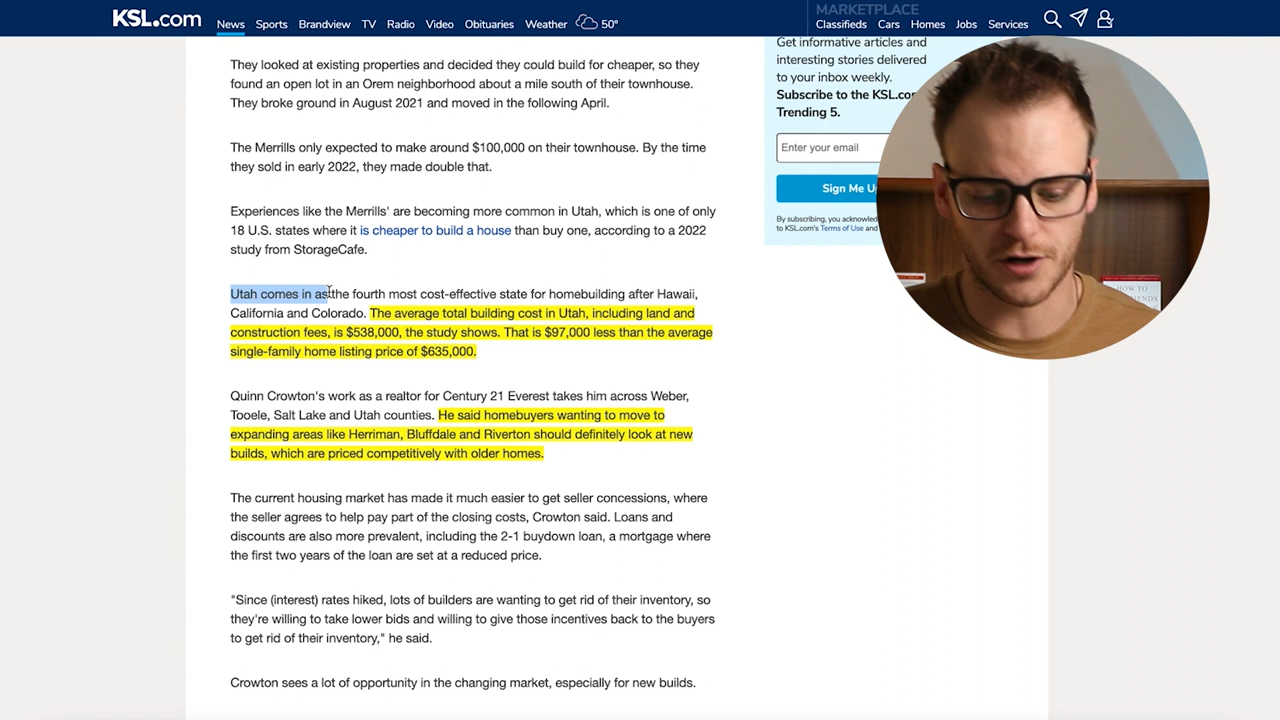 KSL.com News Sports Brandview TV Radio Video Obituaries Weather 50°
MARKETPLACE
Classifieds Cars Homes Jobs Services
They looked at existing properties and decided they could build for cheaper, so they
found an open lot in an Orem neighborhood about a mile south of their townhouse.
They broke ground in August 2021 and moved in the following April.
The Merrills only expected to make around $100,000 on their townhouse. By the time
they sold in early 2022, they made double that.
Experiences like the Merrills' are becoming more common in Utah, which is one of only
18 U.S. states where it is cheaper to build a house than buy one, according to a 2022
study from StorageCafe.
Utah comes in as the fourth most cost-effective state for homebuilding after Hawaii,
California and Colorado. The average total building cost in Utah, including land and
construction fees, is $538,000, the study shows. That is $97,000 less than the average
single-family home listing price of $635,000.
Quinn Crowton's work as a realtor for Century 21 Everest takes him across Weber,
Tooele, Salt Lake and Utah counties. He said homebuyers wanting to move to
expanding areas like Herriman, Bluffdale and Riverton should definitely look at new
builds, which are priced competitively with older homes.
The current housing market has made it much easier to get seller concessions, where
the seller agrees to help pay part of the closing costs, Crowton said. Loans and
discounts are also more prevalent, including the 2-1 buydown loan, a mortgage where
the first two years of the loan are set at a reduced price.
"Since (interest) rates hiked, lots of builders are wanting to get rid of their inventory, so
they're willing to take lower bids and willing to give those incentives back to the buyers
to get rid of their inventory," he said.
Crowton sees a lot of opportunity in the changing market, especially for new builds.
Get informative articles and
interesting stories delivered
to your inbox weekly.
Subscribe to the KSL.co
Trending 5.
Enter your email
Sign Me U
By subscribing, you acknowled
to KSL.com's Terms of Use and
HOW TO
FRIENDS